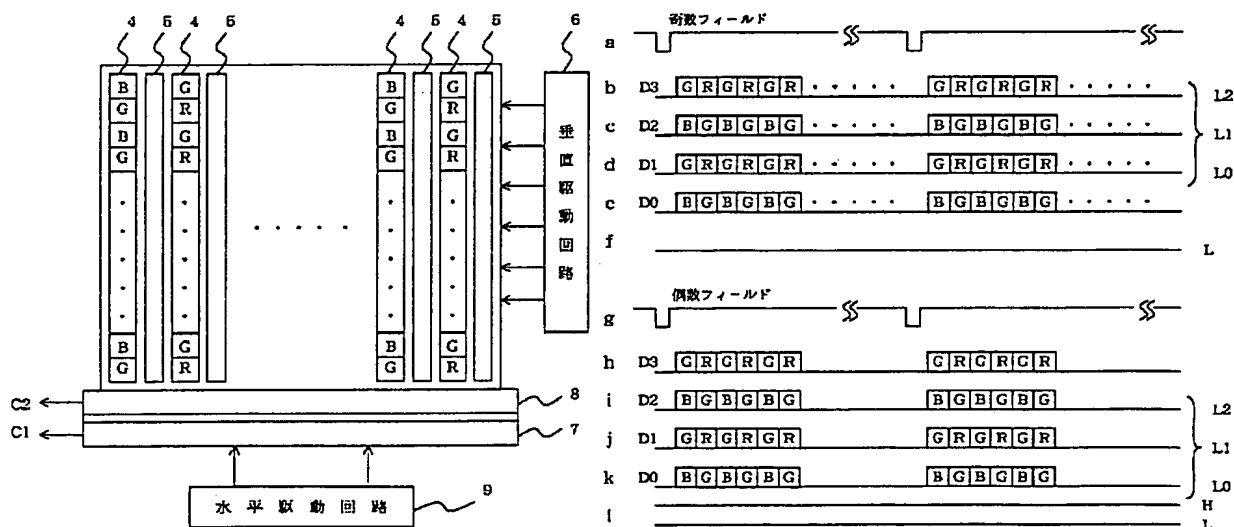 4 5 4 5 4 5 4 5 6
B G B G
G R G R
B G B G
G R G R
B G B G
G R G R
垂直駆動回路
C2 8
C1 7
水平駆動回路 9
奇数フィールド
a
b D3 G R G R G R G R G R G R L2
c D2 B G B G B G B G B G B G L1
d D1 G R G R G R G R G R G R L0
e D0 B G B G B G B G B G B G
f L
偶数フィールド
g
h D3 G R G R G R G R G R G R
i D2 B G B G B G B G B G B G L2
j D1 G R G R G R G R G R G R L1
k D0 B G B G B G B G B G B G L0
H
l L